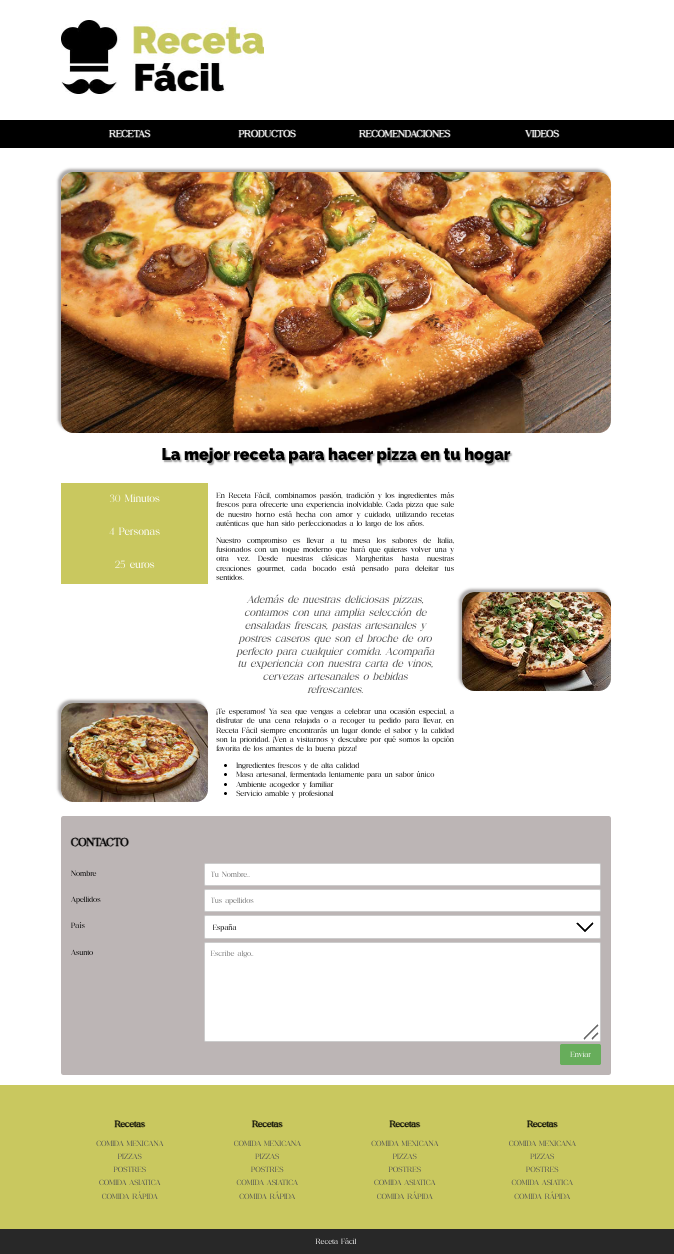 Receta
Fácil
RECETAS PRODUCTOS RECOMENDACIONES VIDEOS
La mejor receta para hacer pizza en tu hogar
30 Minutos
4 Personas
25 euros
En Receta Fácil, combinamos pasión, tradición y los ingredientes más
frescos para ofrecerte una experiencia inolvidable. Cada pizza que sale
de nuestro horno está hecha con amor y cuidado, utilizando recetas
auténticas que han sido perfeccionadas a lo largo de los años.
Nuestro compromiso es llevar a tu mesa los sabores de Italia,
fusionados con un toque moderno que hará que quieras volver una y
otra vez. Desde nuestras clásicas Margheritas hasta nuestras
creaciones gourmet, cada bocado está pensado para deleitar tus
sentidos.
Además de nuestras deliciosas pizzas,
contamos con una amplia selección de
ensaladas frescas, pastas artesanales y
postres caseros que son el broche de oro
perfecto para cualquier comida. Acompaña
tu experiencia con nuestra carta de vinos,
cervezas artesanales o bebidas
refrescantes.
¡Te esperamos! Ya sea que vengas a celebrar una ocasión especial, a
disfrutar de una cena relajada o a recoger tu pedido para llevar, en
Receta Fácil siempre encontrarás un lugar donde el sabor y la calidad
son la prioridad. ¡Ven a visitarnos y descubre por qué somos la opción
favorita de los amantes de la buena pizza!
Ingredientes frescos y de alta calidad
Masa artesanal, fermentada lentamente para un sabor único
Ambiente acogedor y familiar
Servicio amable y profesional
CONTACTO
Nombre Tu Nombre..
Apellidos Tus apellidos
País España
Asunto Escribe algo..
Enviar
Recetas Recetas Recetas Recetas
COMIDA MEXICANA COMIDA MEXICANA COMIDA MEXICANA COMIDA MEXICANA
PIZZAS PIZZAS PIZZAS PIZZAS
POSTRES POSTRES POSTRES POSTRES
COMIDA ASIATICA COMIDA ASIATICA COMIDA ASIATICA COMIDA ASIATICA
COMIDA RÁPIDA COMIDA RÁPIDA COMIDA RÁPIDA COMIDA RÁPIDA
Receta Fácil